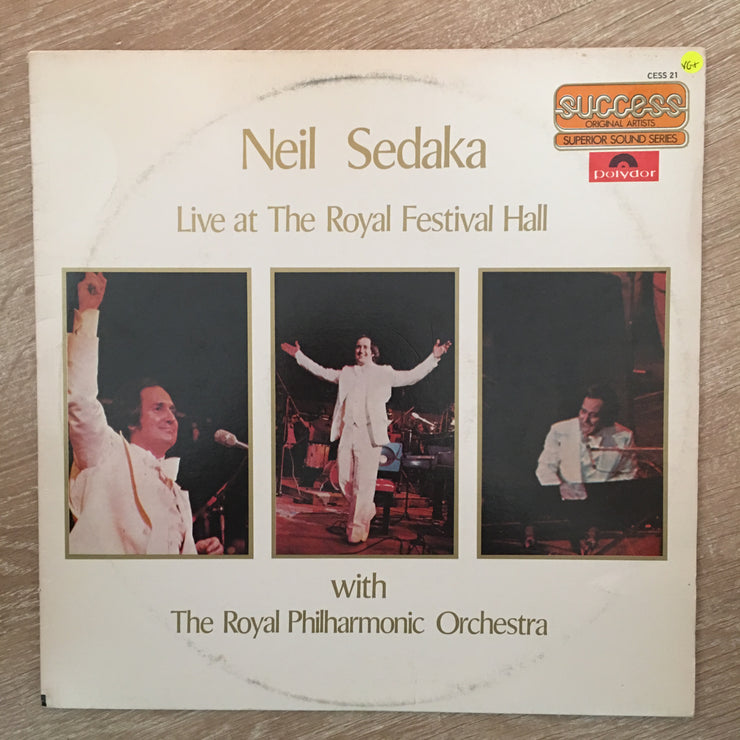 CESS 21
VG+
success
ORIGINAL ARTISTS
SUPERIOR SOUND SERIES
polydor
Neil Sedaka
Live at The Royal Festival Hall
with
The Royal Philharmonic Orchestra